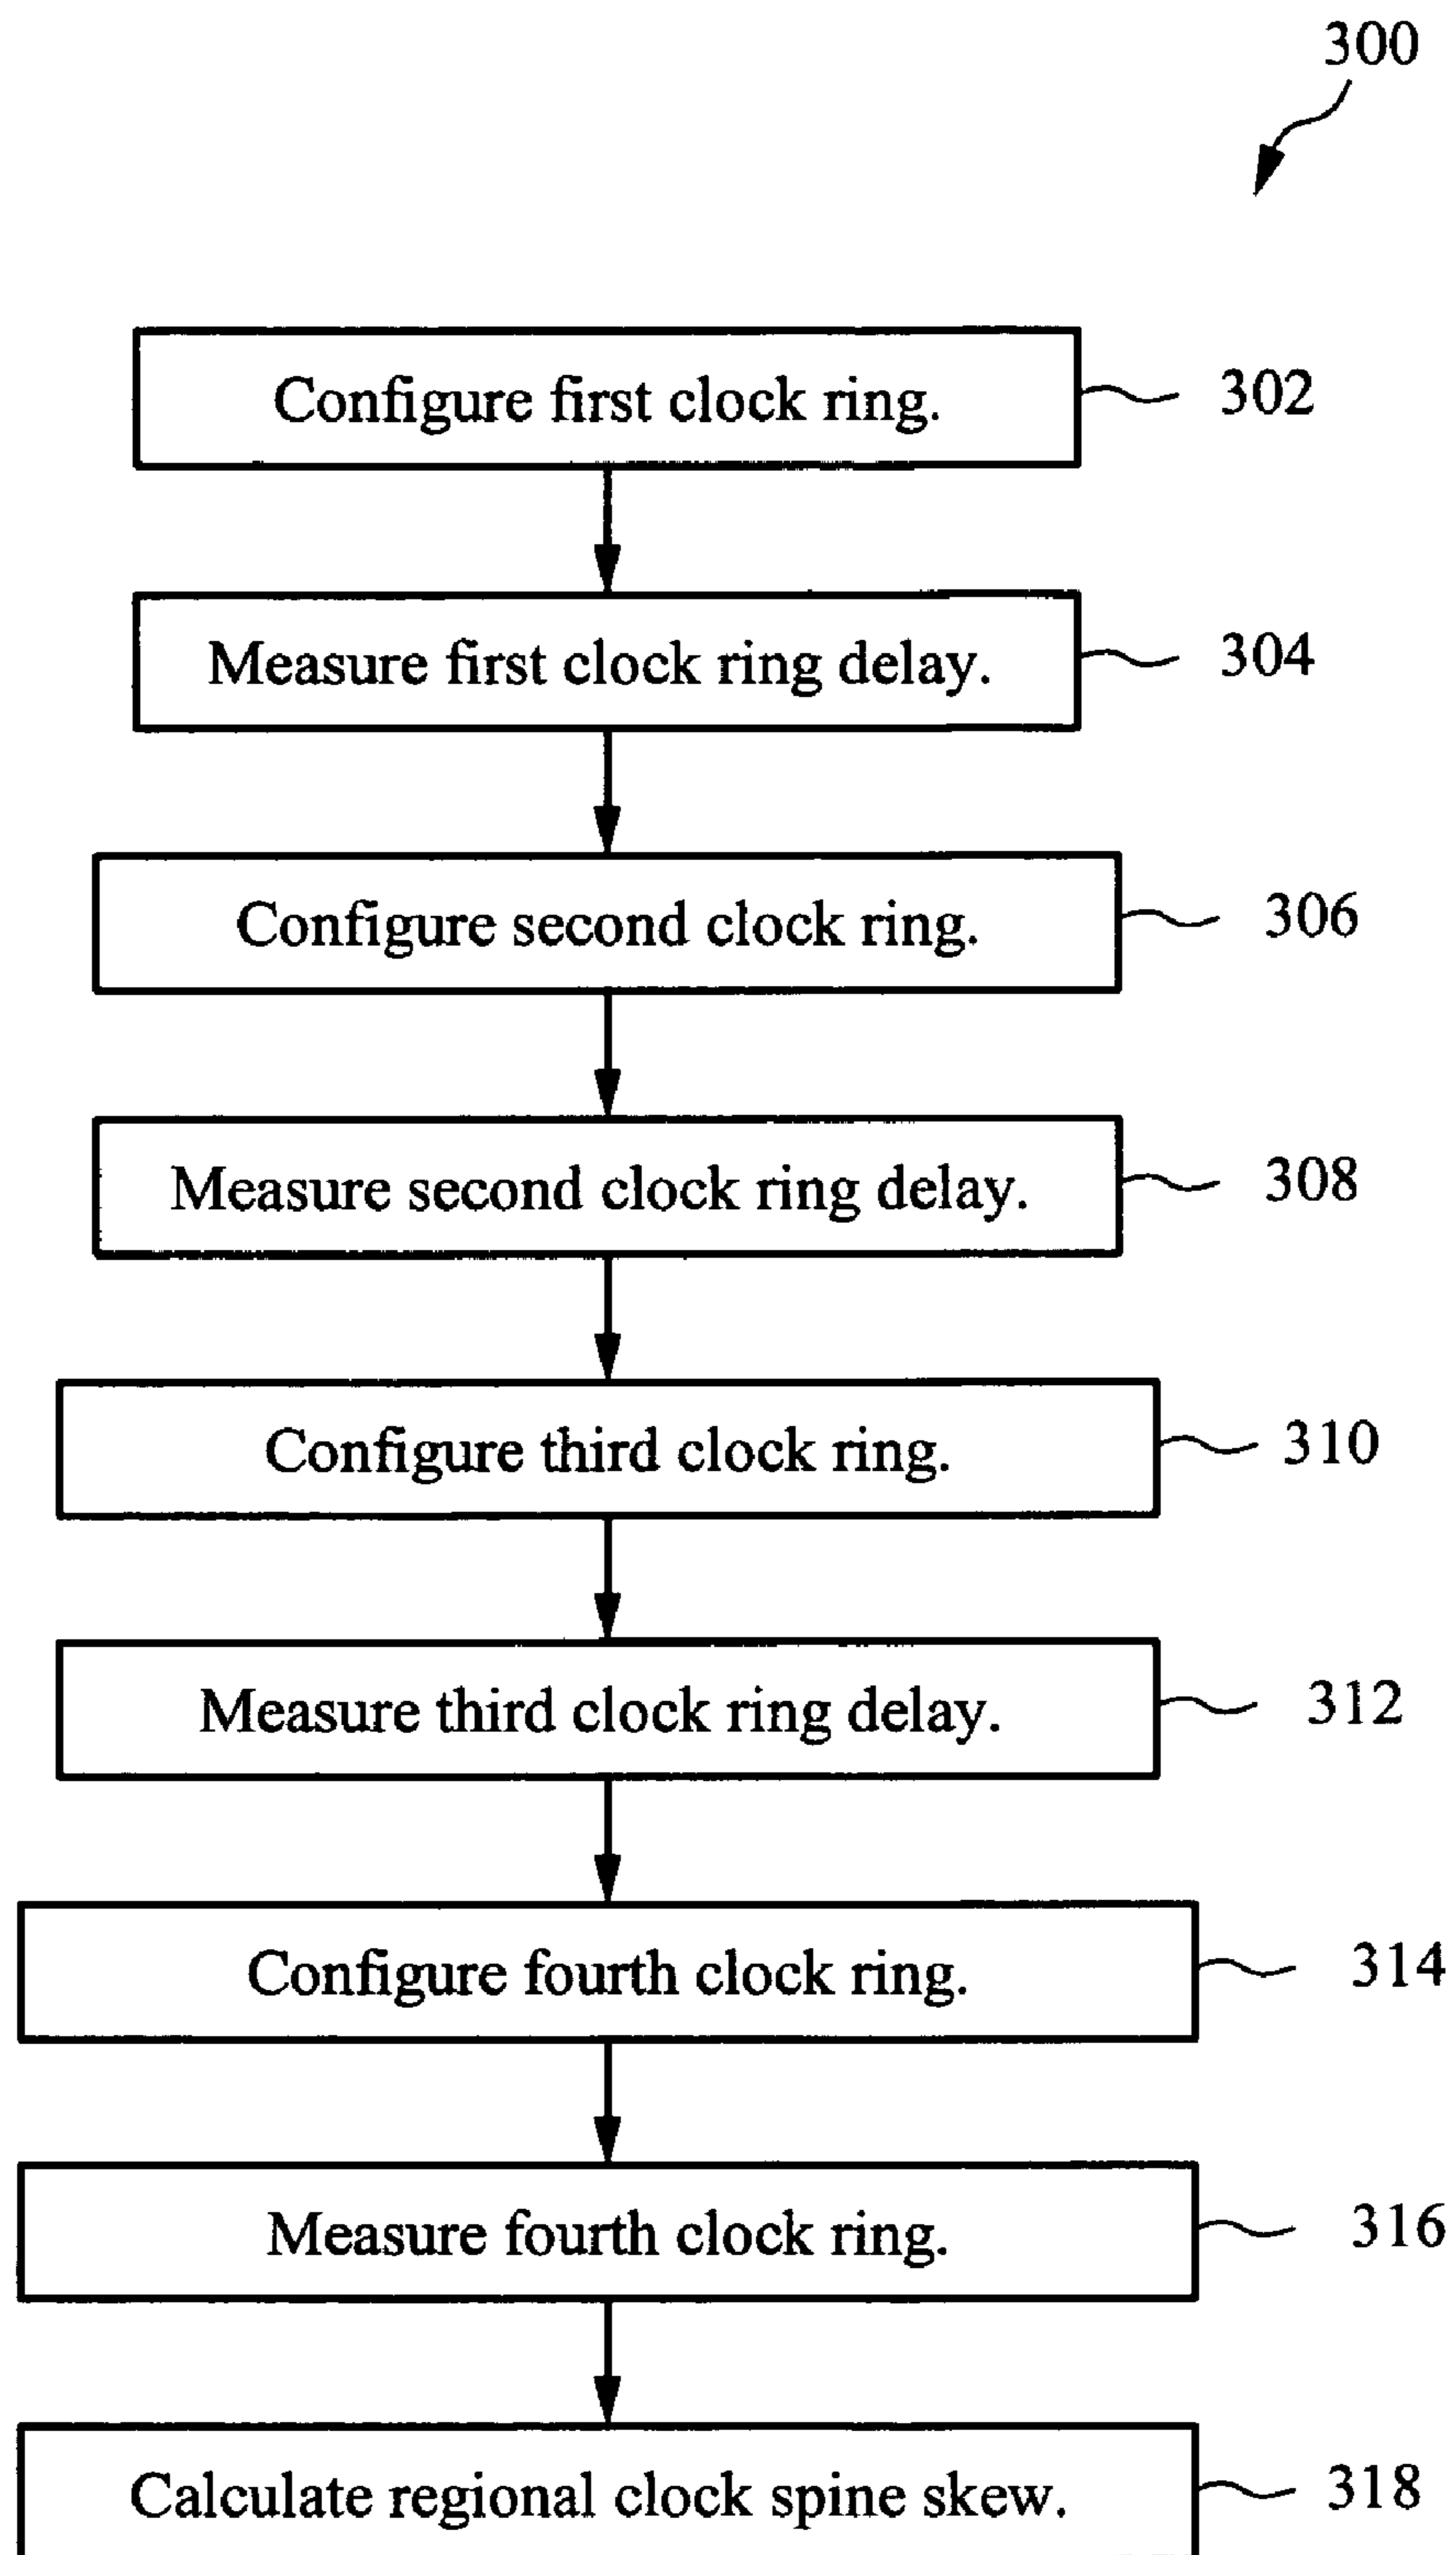 300
Configure first clock ring.
302
Measure first clock ring delay.
304
Configure second clock ring.
306
Measure second clock ring delay.
308
Configure third clock ring.
310
Measure third clock ring delay.
312
Configure fourth clock ring.
314
Measure fourth clock ring.
316
Calculate regional clock spine skew.
318